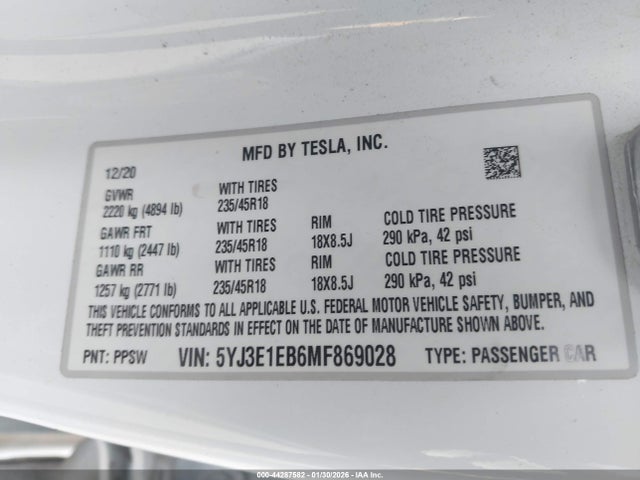 MFD BY TESLA, INC.
12/20
GVWR WITH TIRES
2220 kg (4894 lb) 235/45R18
GAWR FRT WITH TIRES RIM COLD TIRE PRESSURE
1110 kg (2447 lb) 235/45R18 18X8.5J 290 kPa, 42 psi
GAWR RR WITH TIRES RIM COLD TIRE PRESSURE
1257 kg (2771 lb) 235/45R18 18X8.5J 290 kPa, 42 psi
THIS VEHICLE CONFORMS TO ALL APPLICABLE U.S. FEDERAL MOTOR VEHICLE SAFETY, BUMPER, AND
THEFT PREVENTION STANDARDS IN EFFECT ON THE DATE OF MANUFACTURE SHOWN ABOVE.
PNT: PPSW VIN: 5YJ3E1EB6MF869028 TYPE: PASSENGER CAR
000-44287582 - 01/30/2026 - IAA, Inc.